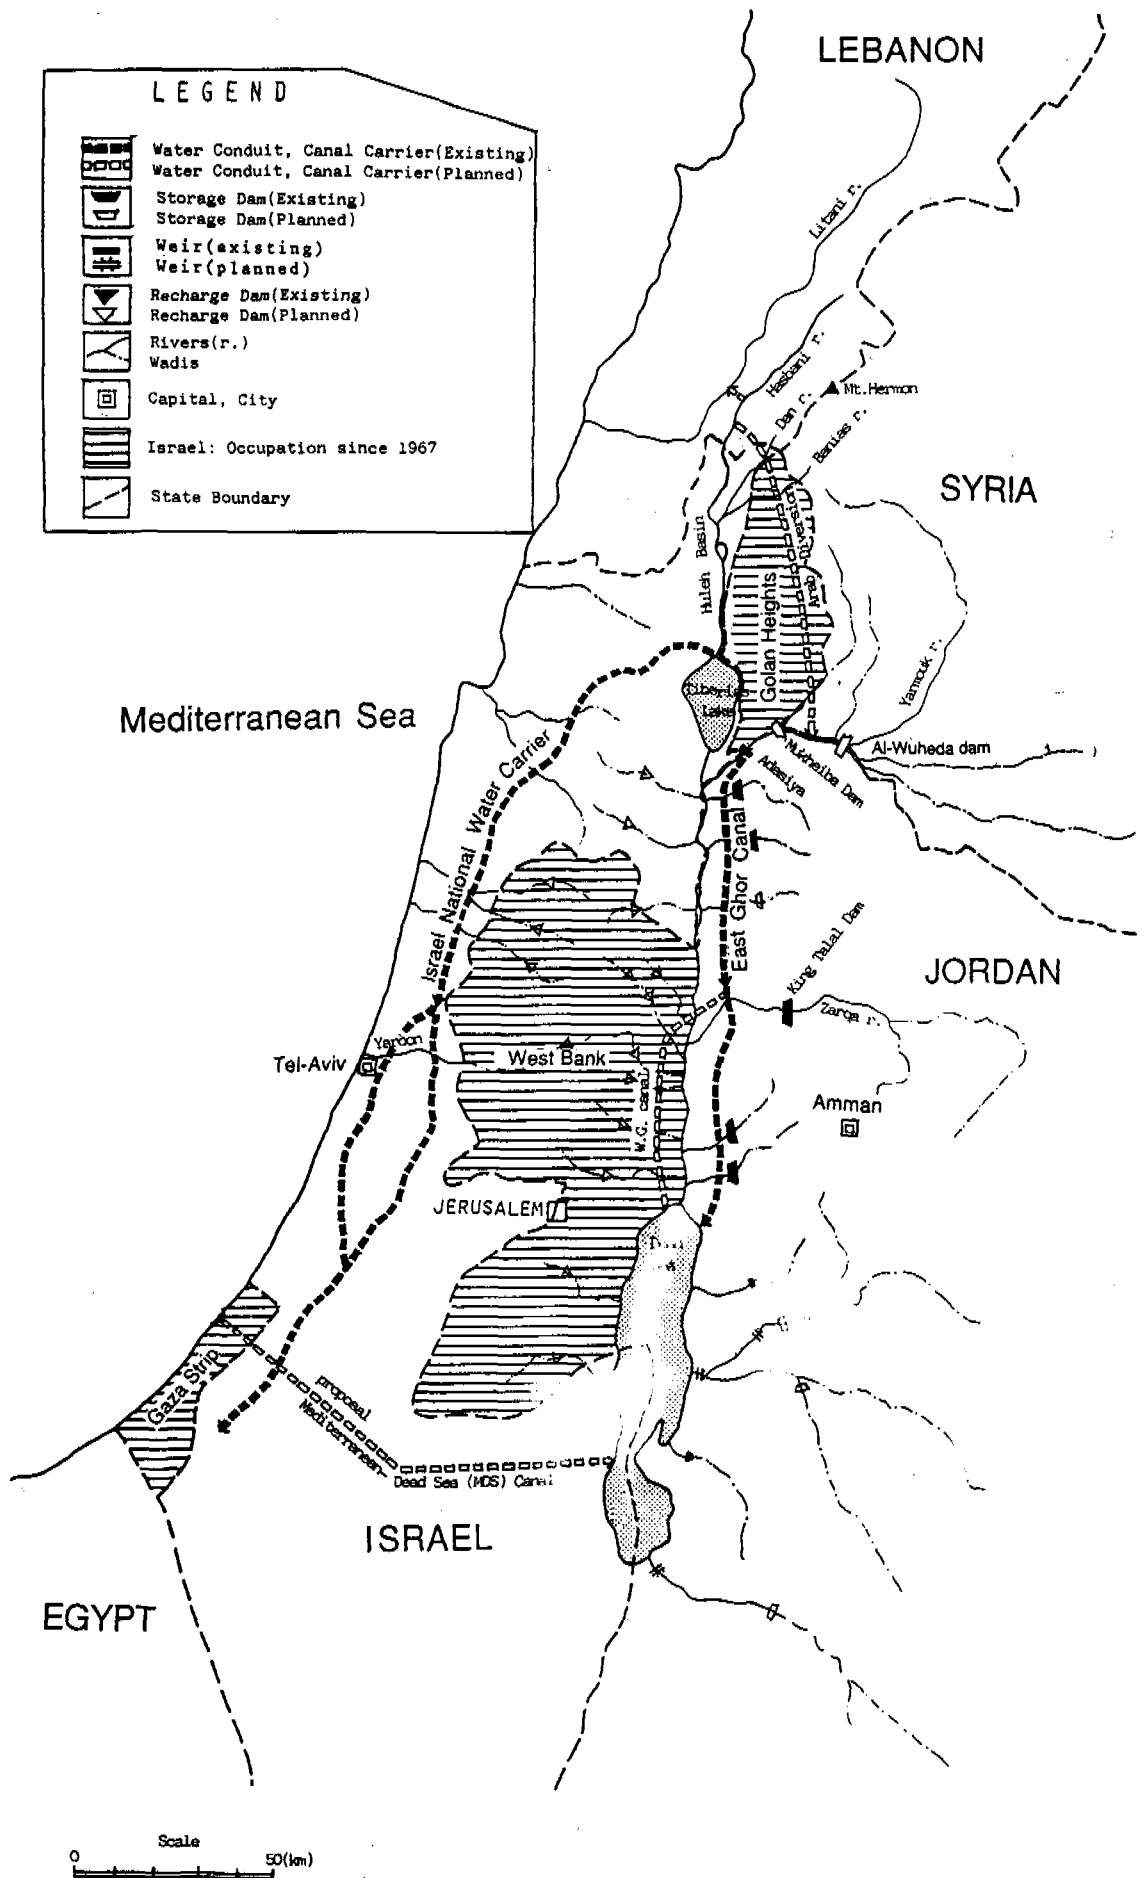 LEBANON
LEGEND
Water Conduit, Canal Carrier(Existing)
Water Conduit, Canal Carrier(Planned)
Storage Dam(Existing)
Storage Dam(Planned)
Weir(existing)
Weir(planned)
Recharge Dam(Existing)
Recharge Dam(Planned)
Rivers(r.)
Wadis
Capital, City
Israel: Occupation since 1967
State Boundary
Litani r.
Hasbani r.
Mt.Hermon
Dan r.
Banias r.
SYRIA
Huleh Basin
Golan Heights
Arab Diversion
Yarmouk r.
Tiberias
Lake
Mediterranean Sea
Al-Wuheda dam
Mukheiba Dam
Adasiya
Israel National Water Carrier
East Ghor Canal
King Talal Dam
JORDAN
Zarqa r.
Yarqon
Tel-Aviv
West Bank
W.G. canal
Amman
JERUSALEM
Gaza Strip
proposal
Mediterranean-
Dead Sea (MDS) Canal
ISRAEL
EGYPT
Scale
0 50(km)